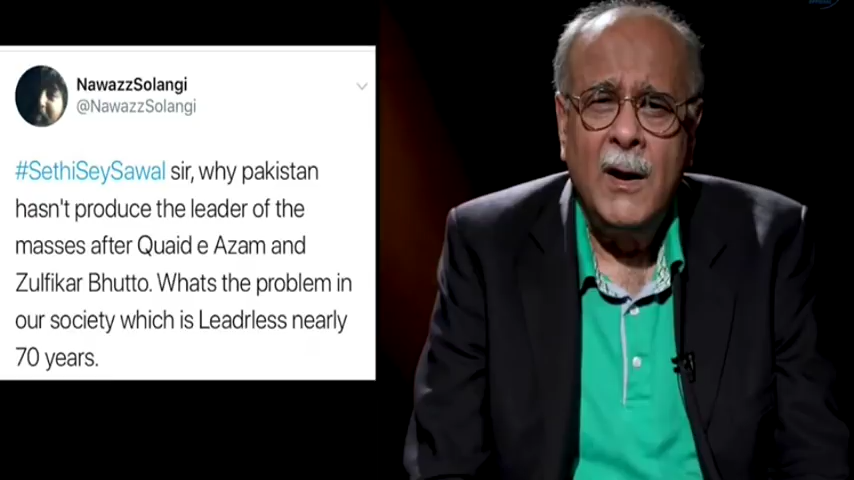 NawazzSolangi
@NawazzSolangi
#SethiSeySawal sir, why pakistan
hasn't produce the leader of the
masses after Quaid e Azam and
Zulfikar Bhutto. Whats the problem in
our society which is Leadrless nearly
70 years.